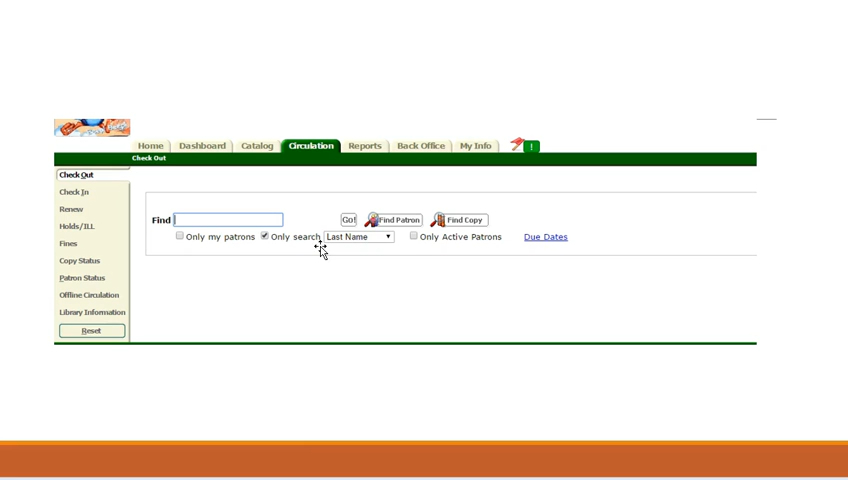 Home Dashboard Catalog Circulation Reports Back Office My Info !
Check Out
Check Out
Check In
Renew
Holds/ILL
Fines
Copy Status
Patron Status
Offline Circulation
Library Information
Reset
Find Go! Find Patron Find Copy
Only my patrons Only search Last Name Only Active Patrons Due Dates